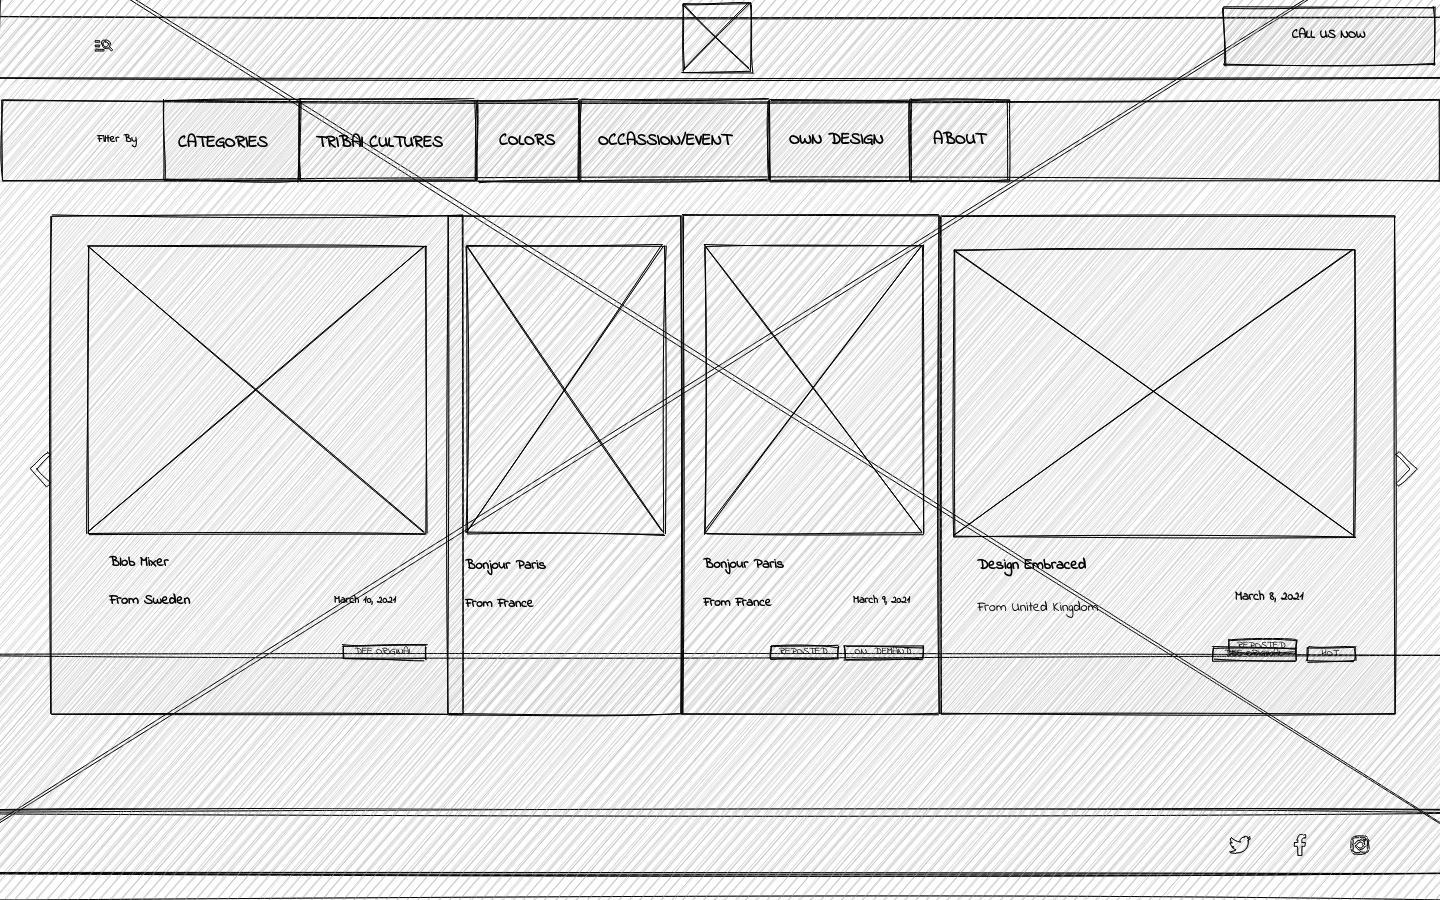 CALL US NOW
Filter By
CATEGORIES
TRIBAL CULTURES
COLORS
OCCASSION/EVENT
OWN DESIGN
ABOUT
Blob Mixer
From Sweden
March 10, 2021
DEE ORIGINAL
Bonjour Paris
From France
Bonjour Paris
From France
March 9, 2021
REPOSTED
ON DEMAND
Design Embraced
From United Kingdom
March 8, 2021
REPOSTED
HOT